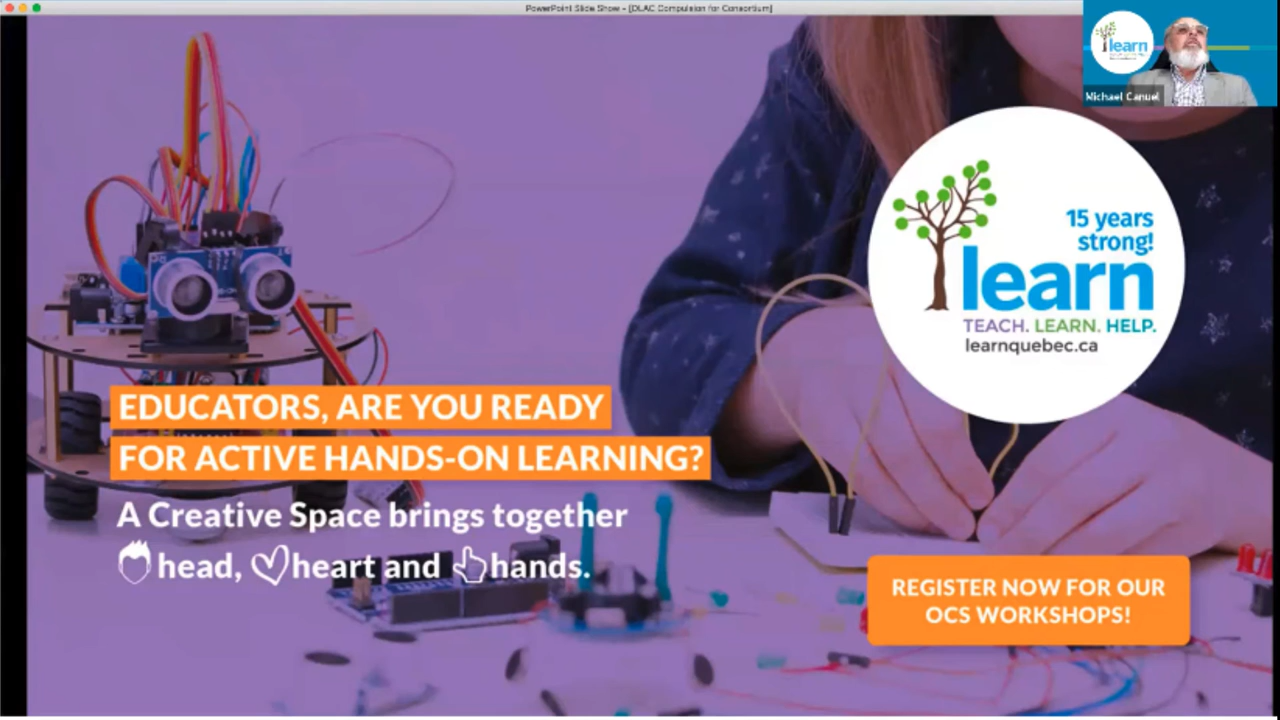 PowerPoint Slide Show - [DLAC Compulsion for Consortium]
learn
Michael Canuel
15 years
strong!
learn
TEACH. LEARN. HELP.
learnquebec.ca
EDUCATORS, ARE YOU READY
FOR ACTIVE HANDS-ON LEARNING?
A Creative Space brings together
head, heart and hands.
REGISTER NOW FOR OUR
OCS WORKSHOPS!